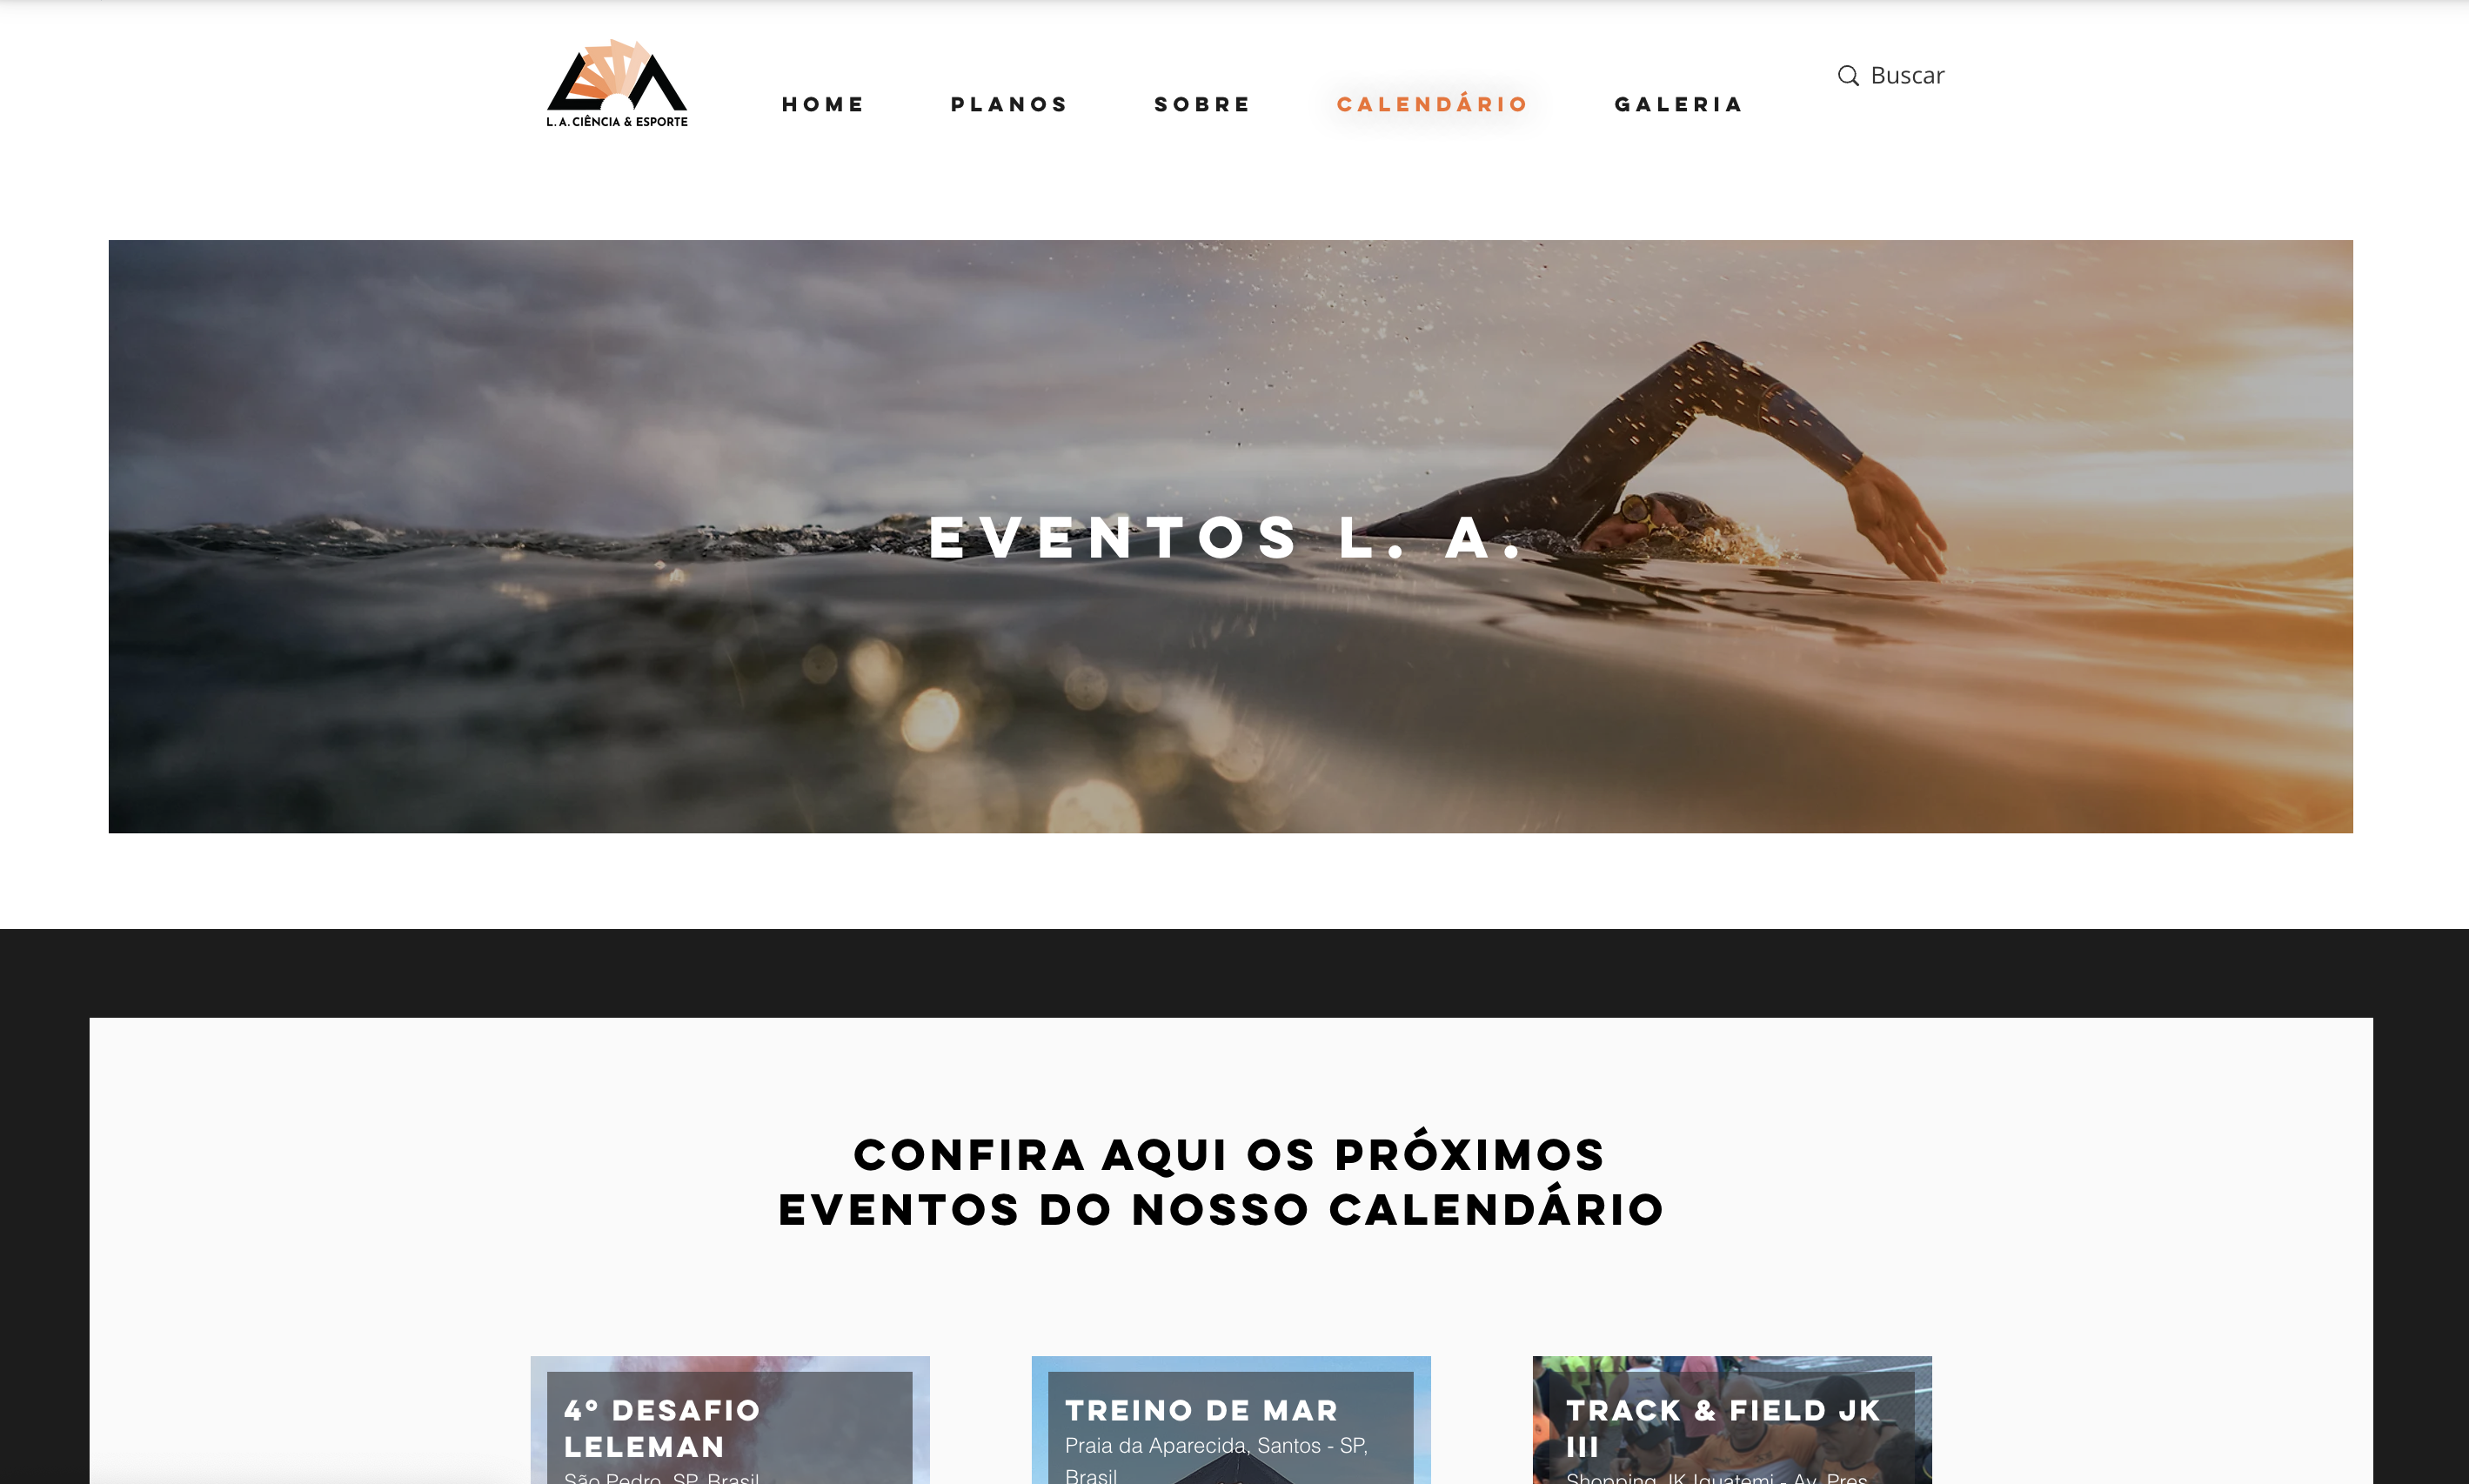 L. A. CIÊNCIA & ESPORTE
HOME PLANOS SOBRE CALENDÁRIO GALERIA
Buscar
EVENTOS L. A.
CONFIRA AQUI OS PRÓXIMOS
EVENTOS DO NOSSO CALENDÁRIO
4º DESAFIO
LELEMAN
São Pedro, SP, Brasil
TREINO DE MAR
Praia da Aparecida, Santos - SP,
Brasil
TRACK & FIELD JK
III
Shopping JK Iguatemi - Av. Pres.